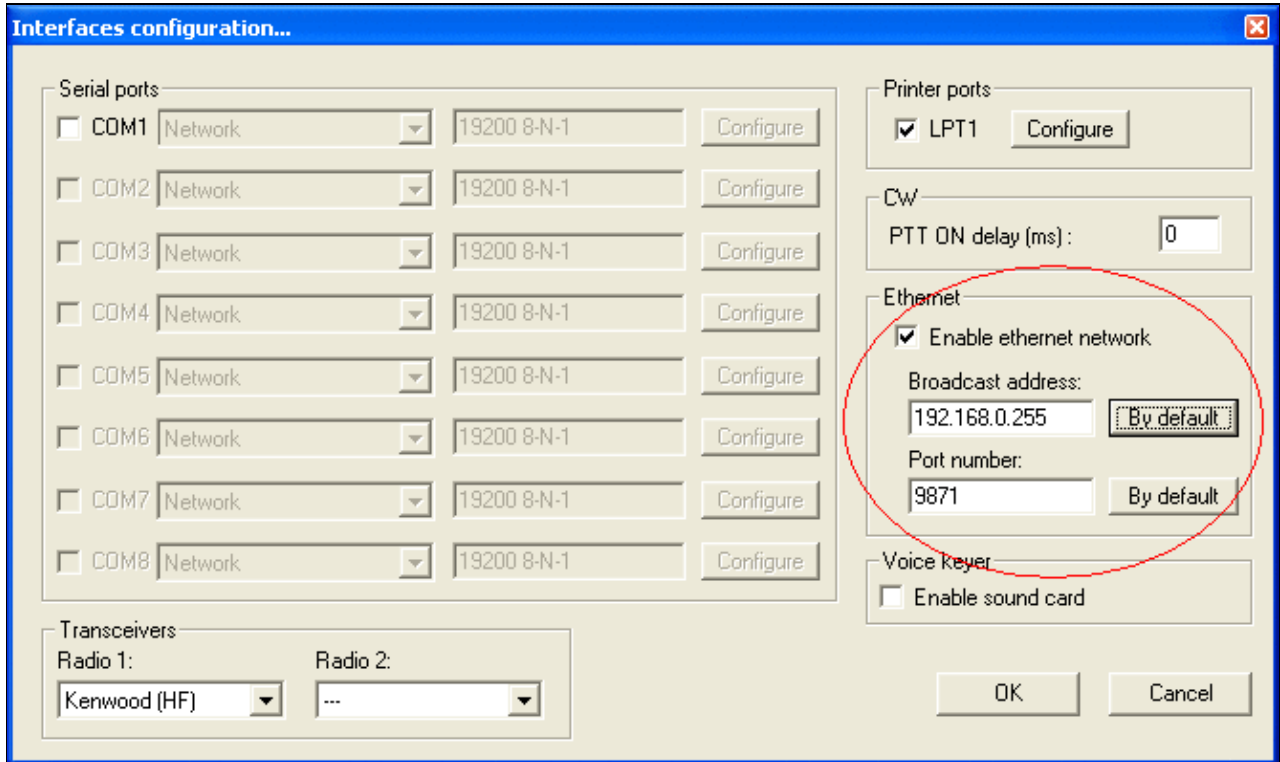 Interfaces configuration...
Serial ports
COM1 Network 19200 8-N-1 Configure
COM2 Network 19200 8-N-1 Configure
COM3 Network 19200 8-N-1 Configure
COM4 Network 19200 8-N-1 Configure
COM5 Network 19200 8-N-1 Configure
COM6 Network 19200 8-N-1 Configure
COM7 Network 19200 8-N-1 Configure
COM8 Network 19200 8-N-1 Configure
Transceivers
Radio 1: Radio 2:
Kenwood (HF) ---
Printer ports
LPT1 Configure
CW
PTT ON delay (ms) : 0
Ethernet
Enable ethernet network
Broadcast address:
192.168.0.255 By default
Port number:
9871 By default
Voice keyer
Enable sound card
OK Cancel